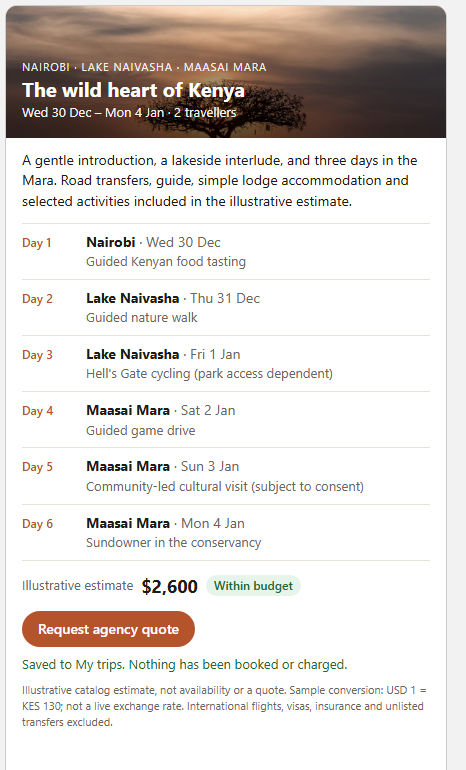 NAIROBI · LAKE NAIVASHA · MAASAI MARA
The wild heart of Kenya
Wed 30 Dec – Mon 4 Jan · 2 travellers
A gentle introduction, a lakeside interlude, and three days in the
Mara. Road transfers, guide, simple lodge accommodation and
selected activities included in the illustrative estimate.
Day 1 Nairobi · Wed 30 Dec
Guided Kenyan food tasting
Day 2 Lake Naivasha · Thu 31 Dec
Guided nature walk
Day 3 Lake Naivasha · Fri 1 Jan
Hell's Gate cycling (park access dependent)
Day 4 Maasai Mara · Sat 2 Jan
Guided game drive
Day 5 Maasai Mara · Sun 3 Jan
Community-led cultural visit (subject to consent)
Day 6 Maasai Mara · Mon 4 Jan
Sundowner in the conservancy
Illustrative estimate $2,600 Within budget
Request agency quote
Saved to My trips. Nothing has been booked or charged.
Illustrative catalog estimate, not availability or a quote. Sample conversion: USD 1 =
KES 130; not a live exchange rate. International flights, visas, insurance and unlisted
transfers excluded.